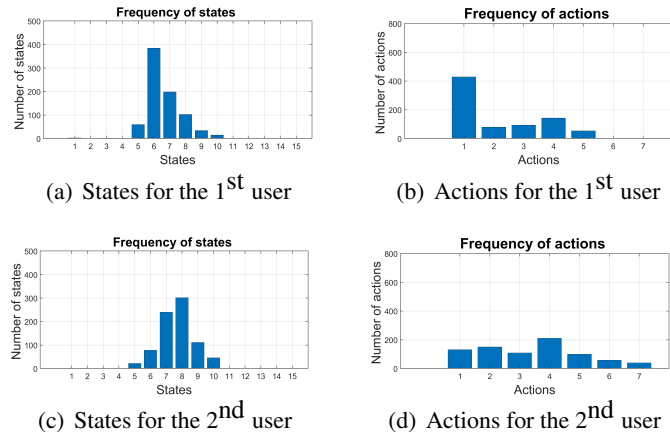 Frequency of states
Number of states
500
400
300
200
100
0
1 2 3 4 5 6 7 8 9 10 11 12 13 14 15
States
(a) States for the 1st user
Frequency of actions
Number of actions
800
600
400
200
0
1 2 3 4 5 6 7
Actions
(b) Actions for the 1st user
Frequency of states
Number of states
500
400
300
200
100
0
1 2 3 4 5 6 7 8 9 10 11 12 13 14 15
States
(c) States for the 2nd user
Frequency of actions
Number of actions
800
600
400
200
0
1 2 3 4 5 6 7
Actions
(d) Actions for the 2nd user